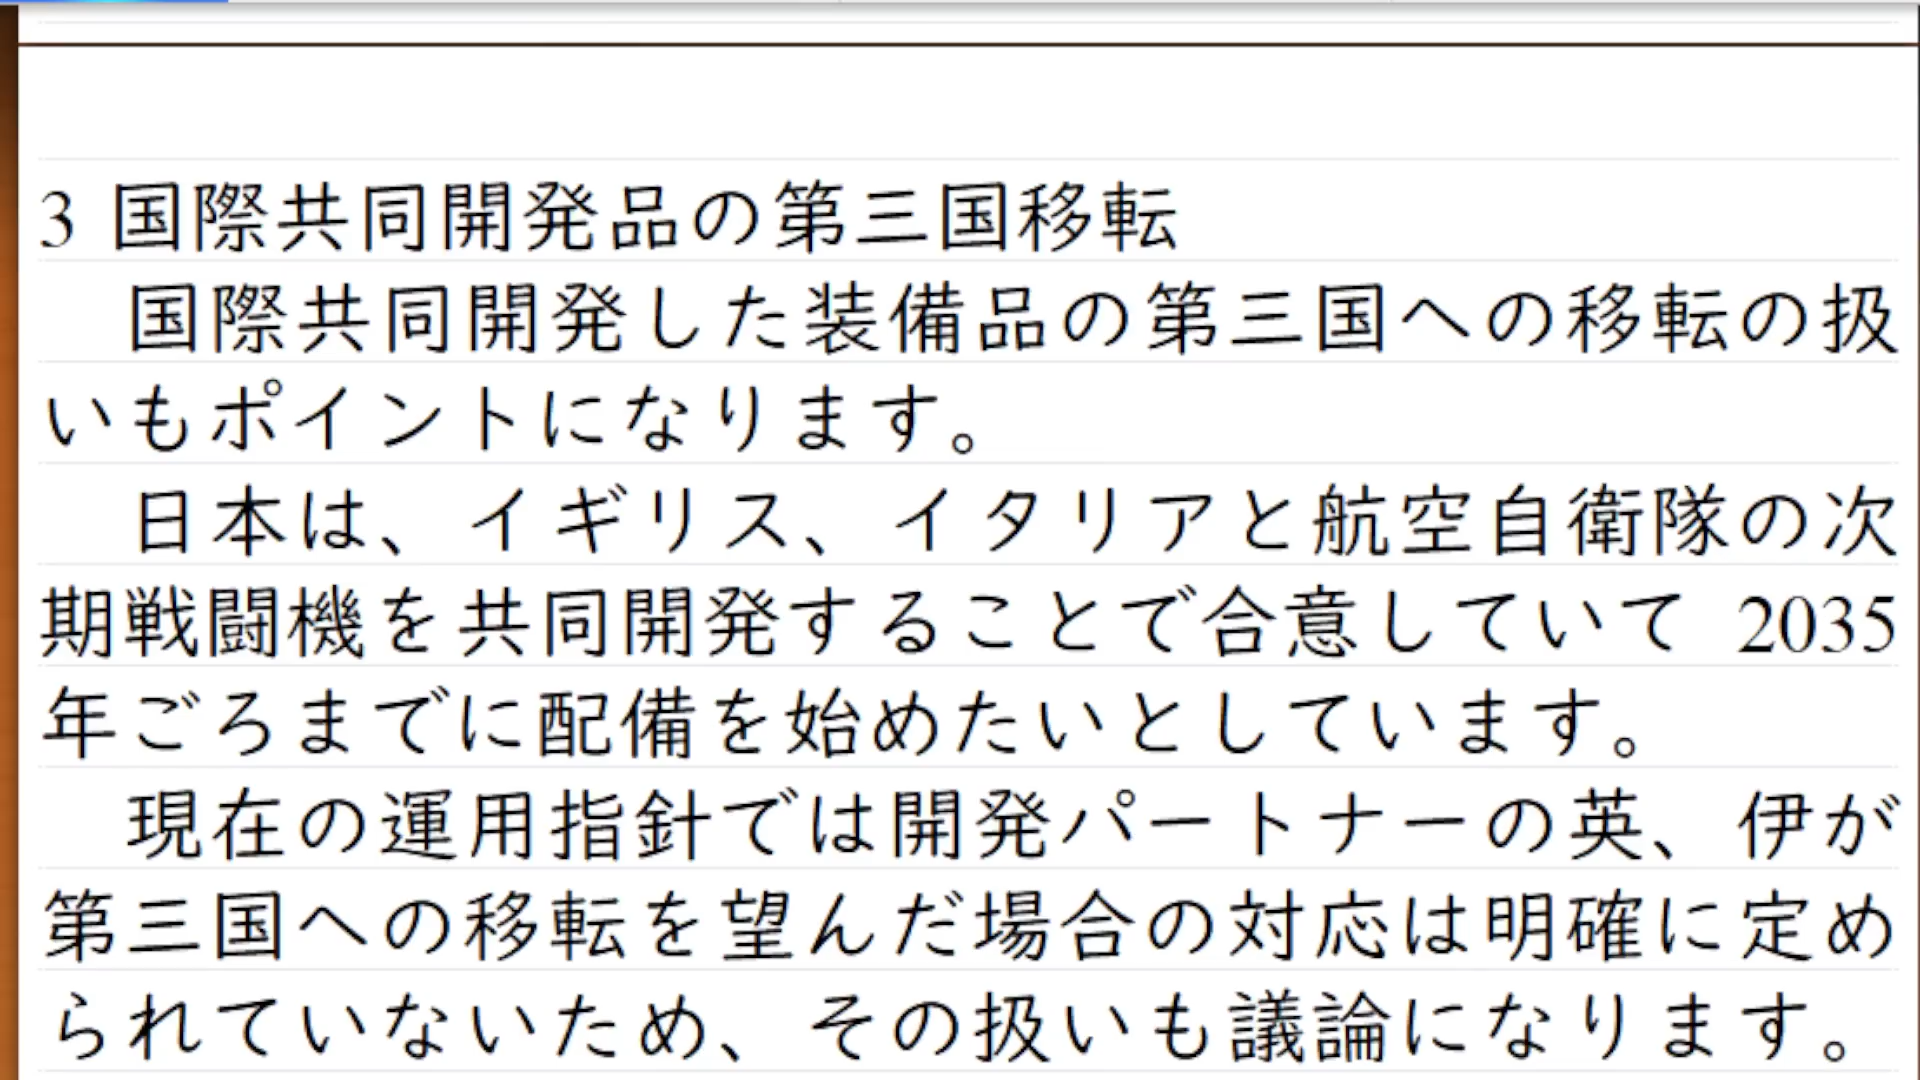 3 国際共同開発品の第三国移転
国際共同開発した装備品の第三国への移転の扱
いもポイントになります。
日本は、イギリス、イタリアと航空自衛隊の次
期戦闘機を共同開発することで合意していて 2035
年ごろまでに配備を始めたいとしています。
現在の運用指針では開発パートナーの英、伊が
第三国への移転を望んだ場合の対応は明確に定め
られていないため、その扱いも議論になります。